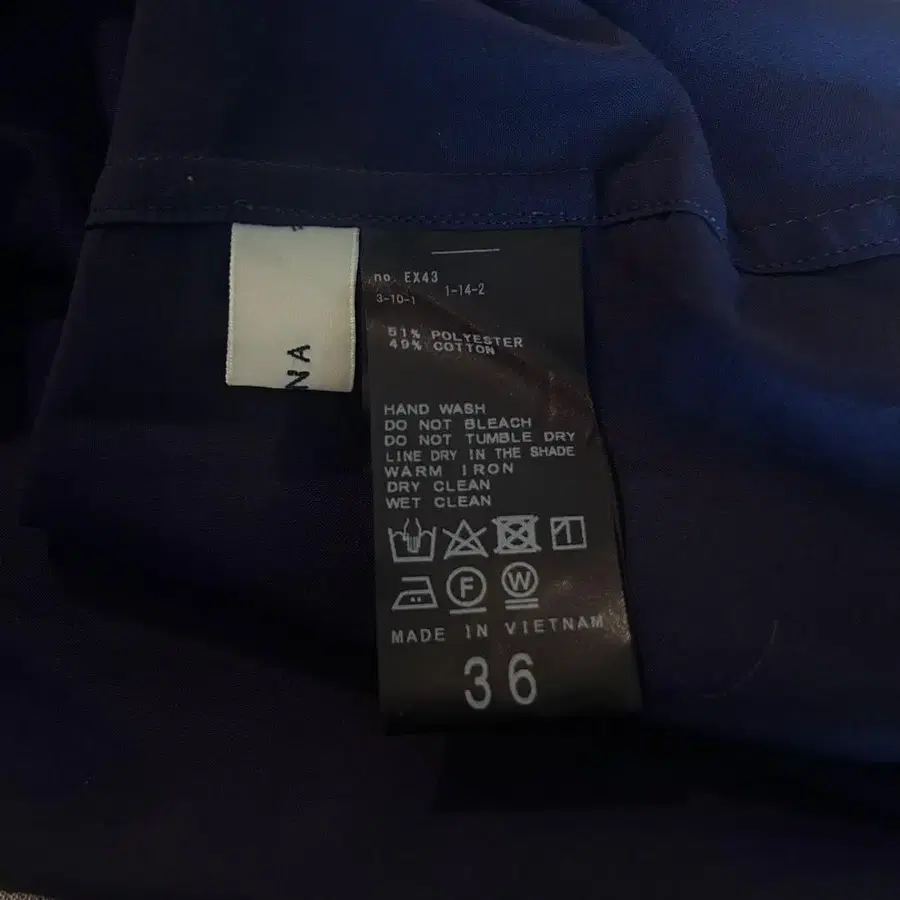 NA
no. EX43
1-14-2
3-10-1
51% POLYESTER
49% COTTON
HAND WASH
DO NOT BLEACH
DO NOT TUMBLE DRY
LINE DRY IN THE SHADE
WARM IRON
DRY CLEAN
WET CLEAN
F W
MADE IN VIETNAM
36